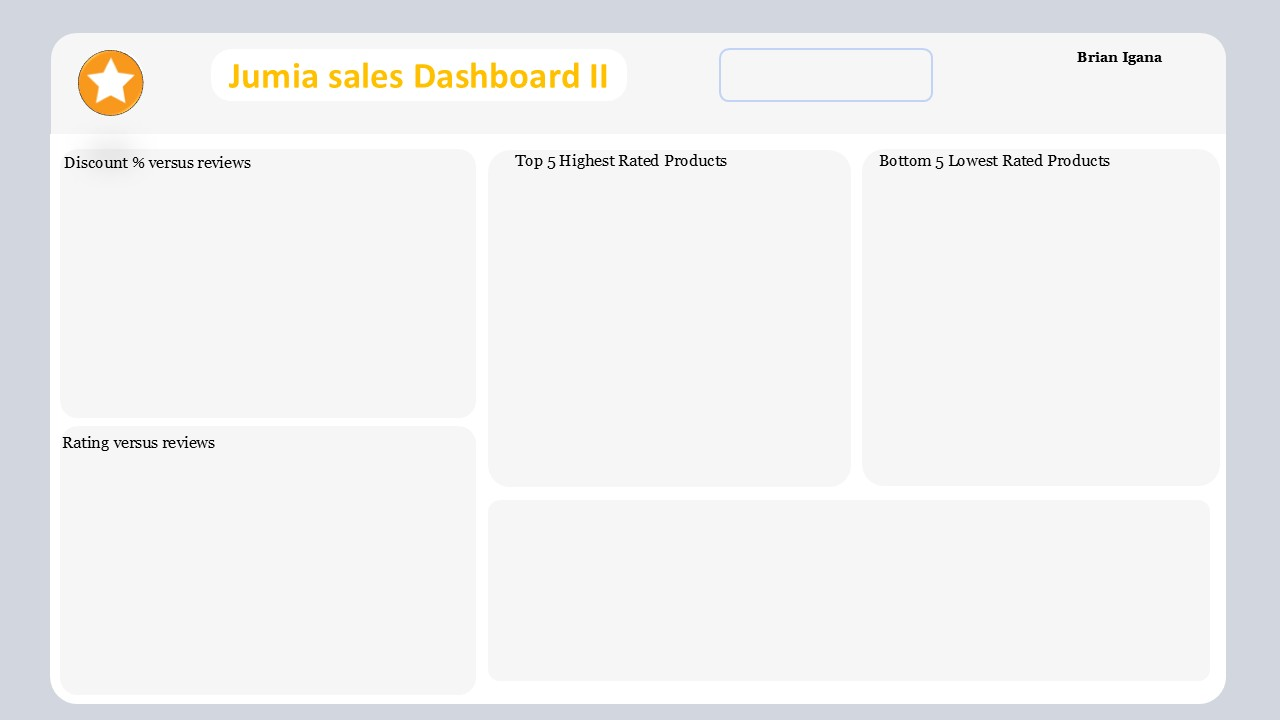 Jumia sales Dashboard II
Brian Igana
Discount % versus reviews
Top 5 Highest Rated Products
Bottom 5 Lowest Rated Products
Rating versus reviews